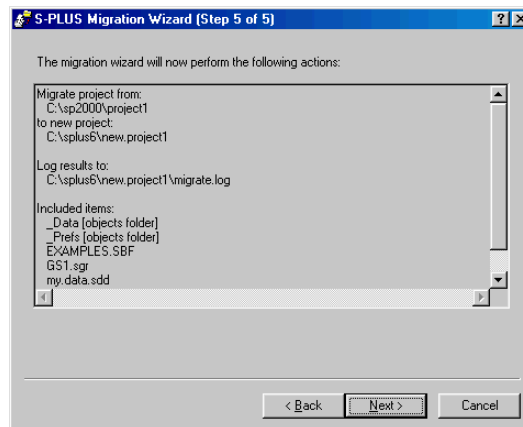 S-PLUS Migration Wizard (Step 5 of 5)
The migration wizard will now perform the following actions:
Migrate project from:
C:\sp2000\project1
to new project:
C:\splus6\new.project1
Log results to:
C:\splus6\new.project1\migrate.log
Included items:
_Data [objects folder]
_Prefs [objects folder]
EXAMPLES.SBF
GS1.sgr
my.data.sdd
< Back Next > Cancel